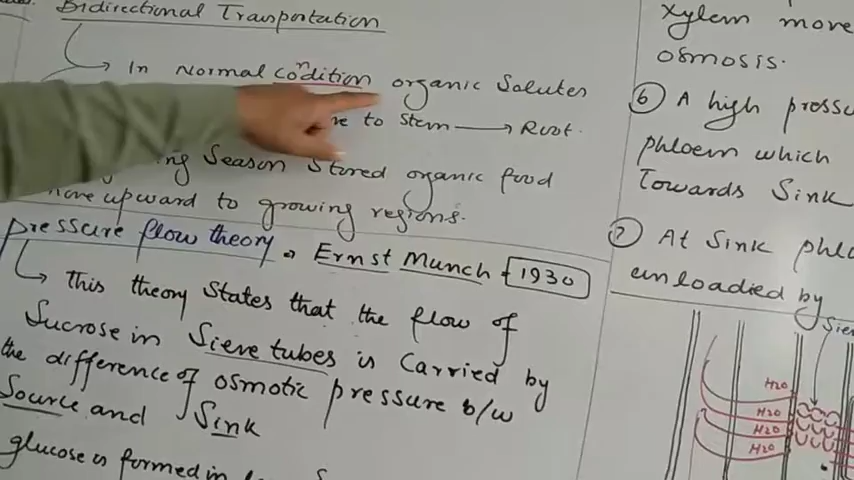 Bidirectional Transportation
In Normal condition organic Solutes
to Stem → Root.
Season Stored organic food
move upward to growing regions.
pressure flow theory → Ernst Munch - 1930
This theory States that the flow of
Sucrose in Sieve tubes is Carried by
the difference of osmotic pressure b/w
Source and Sink
glucose is formed in
xylem move
osmosis.
6 A high pressu
phloem which
Towards Sink
7 At Sink phlo
unloadied by
Sie
H2O
H2O
H2O
H2O